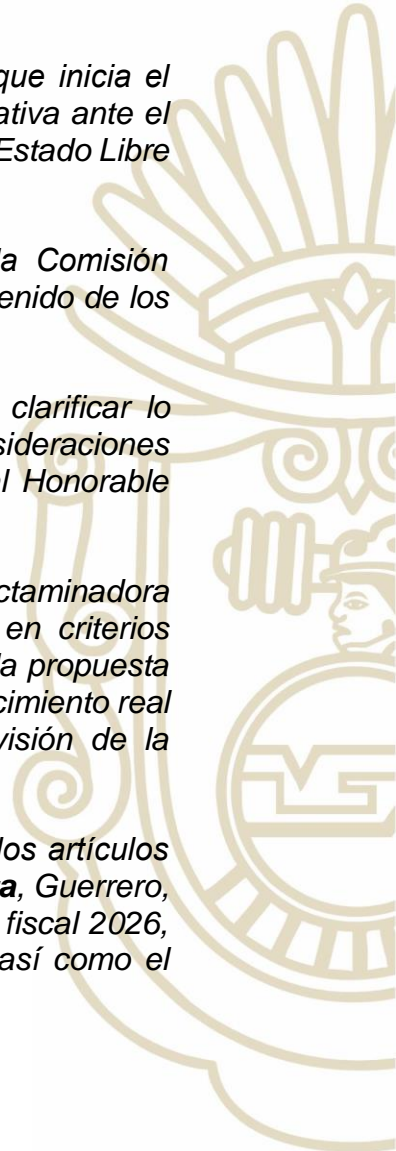 que inicia el
ativa ante el
Estado Libre
la Comisión
tenido de los
clarificar lo
sideraciones
l Honorable
ctaminadora
en criterios
la propuesta
cimiento real
visión de la
los artículos
a, Guerrero,
fiscal 2026,
así como el